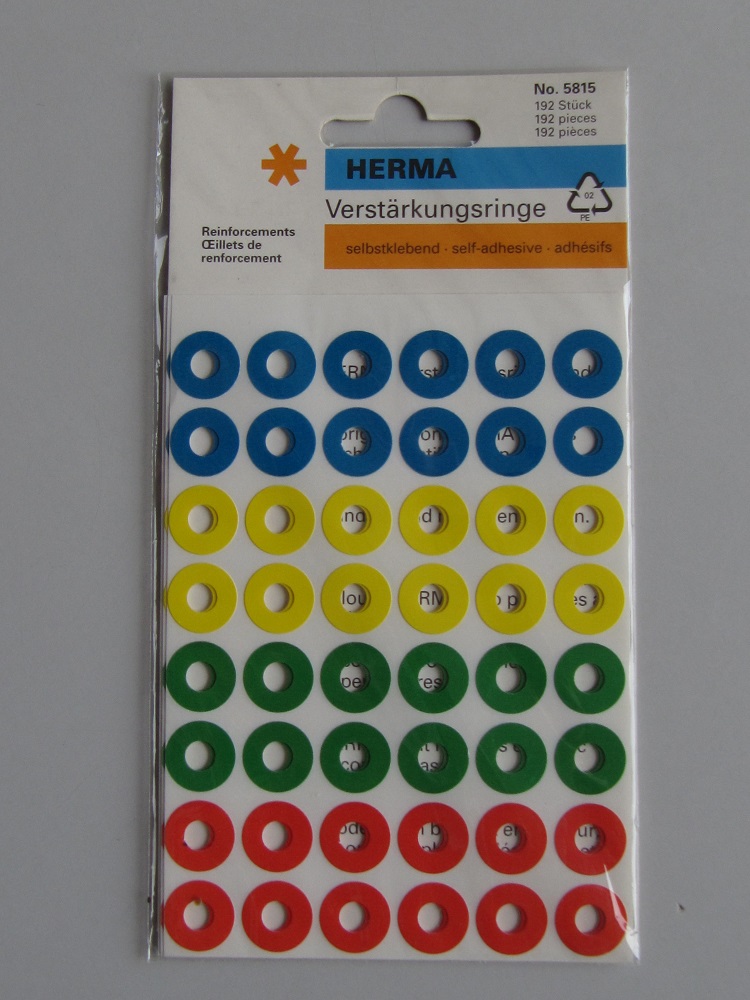 No. 5815
192 Stück
192 pieces
192 pièces
HERMA
Verstärkungsringe
02
PE
Reinforcements
Œillets de
renforcement
selbstklebend · self-adhesive · adhésifs